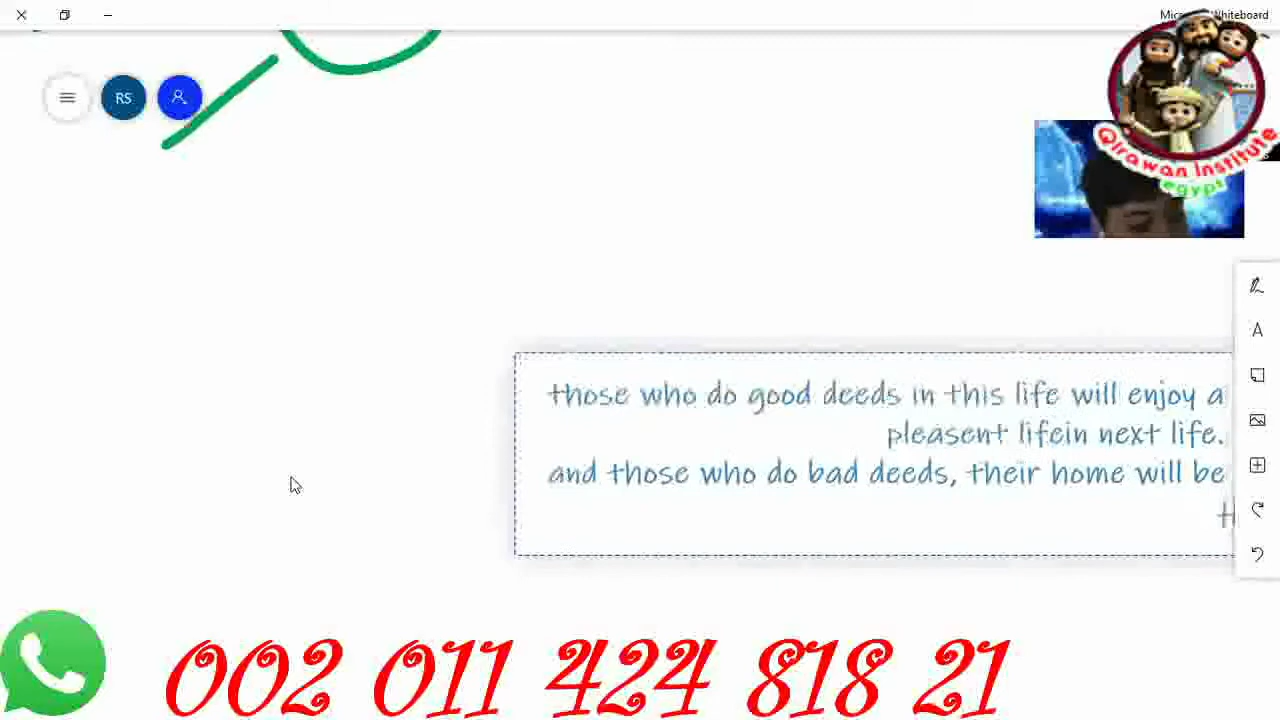 Whiteboard
RS
Qirawan Institute
egypt
those who do good deeds in this life will enjoy a
pleasent lifein next life.
and those who do bad deeds, their home will be
002 011 424 818 21